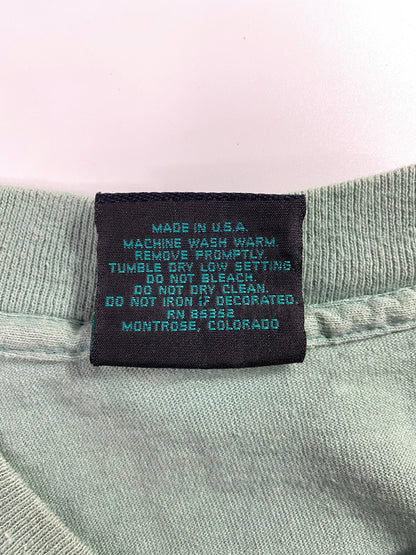 MADE IN U.S.A.
MACHINE WASH WARM.
REMOVE PROMPTLY.
TUMBLE DRY LOW SETTING.
DO NOT BLEACH.
DO NOT DRY CLEAN.
DO NOT IRON IF DECORATED.
RN 85352
MONTROSE, COLORADO